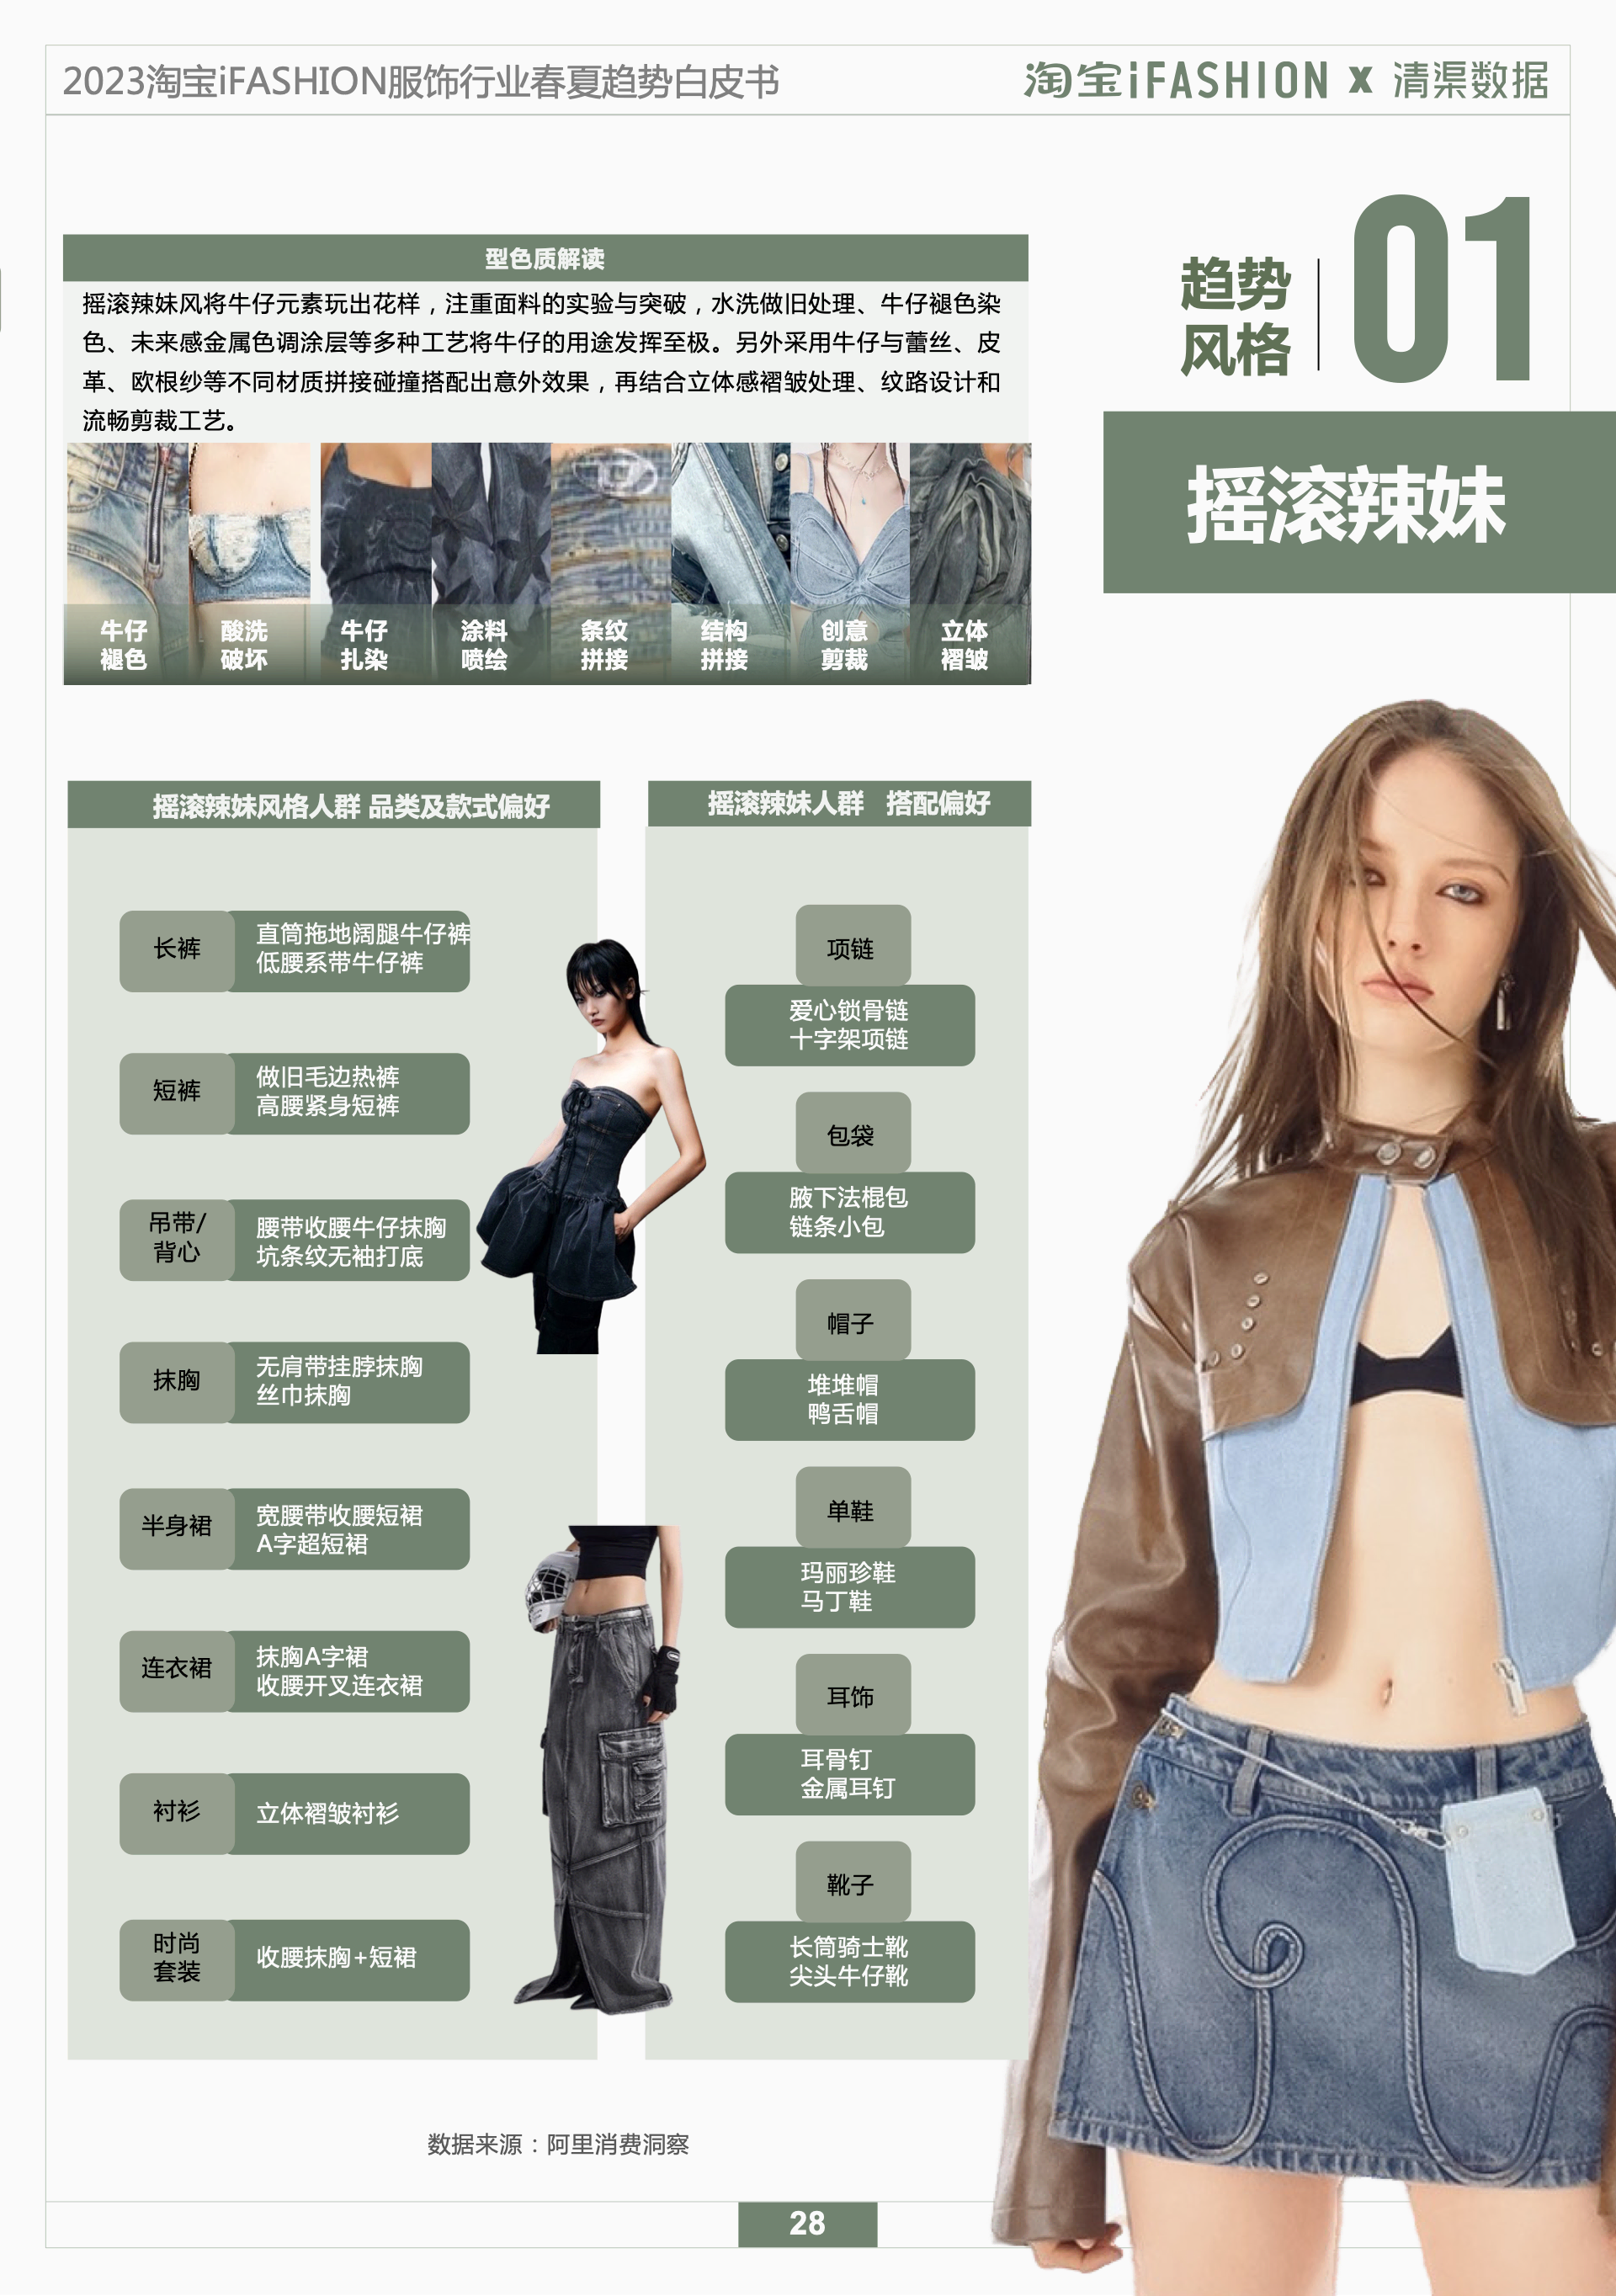 2023淘宝iFASHION服饰行业春夏趋势白皮书
淘宝iFASHION X 清渠数据
趋势
风格
01
摇滚辣妹
型色质解读
摇滚辣妹风将牛仔元素玩出花样，注重面料的实验与突破，水洗做旧处理、牛仔褪色染
色、未来感金属色调涂层等多种工艺将牛仔的用途发挥至极。另外采用牛仔与蕾丝、皮
革、欧根纱等不同材质拼接碰撞搭配出意外效果，再结合立体感褶皱处理、纹路设计和
流畅剪裁工艺。
牛仔
褪色
酸洗
破坏
牛仔
扎染
涂料
喷绘
条纹
拼接
结构
拼接
创意
剪裁
立体
褶皱
摇滚辣妹风格人群 品类及款式偏好
长裤
直筒拖地阔腿牛仔裤
低腰系带牛仔裤
短裤
做旧毛边热裤
高腰紧身短裤
吊带/
背心
腰带收腰牛仔抹胸
坑条纹无袖打底
抹胸
无肩带挂脖抹胸
丝巾抹胸
半身裙
宽腰带收腰短裙
A字超短裙
连衣裙
抹胸A字裙
收腰开叉连衣裙
衬衫
立体褶皱衬衫
时尚
套装
收腰抹胸+短裙
摇滚辣妹人群 搭配偏好
项链
爱心锁骨链
十字架项链
包袋
腋下法棍包
链条小包
帽子
堆堆帽
鸭舌帽
单鞋
玛丽珍鞋
马丁鞋
耳饰
耳骨钉
金属耳钉
靴子
长筒骑士靴
尖头牛仔靴
数据来源：阿里消费洞察
28